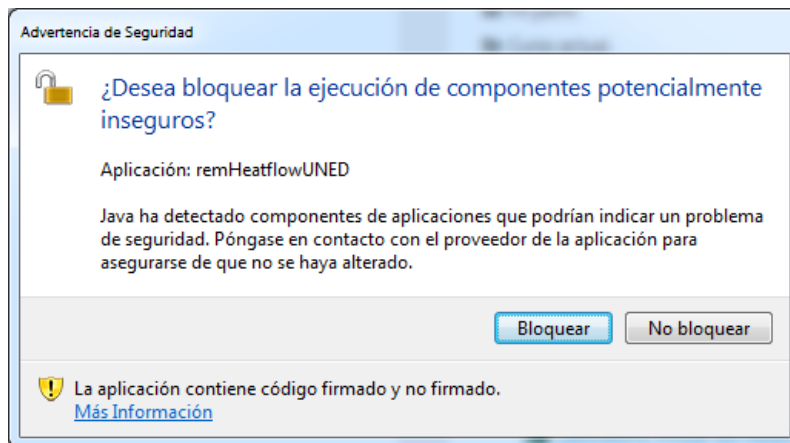 Advertencia de Seguridad
¿Desea bloquear la ejecución de componentes potencialmente
inseguros?
Aplicación: remHeatflowUNED
Java ha detectado componentes de aplicaciones que podrían indicar un problema
de seguridad. Póngase en contacto con el proveedor de la aplicación para
asegurarse de que no se haya alterado.
Bloquear
No bloquear
La aplicación contiene código firmado y no firmado.
Más Información